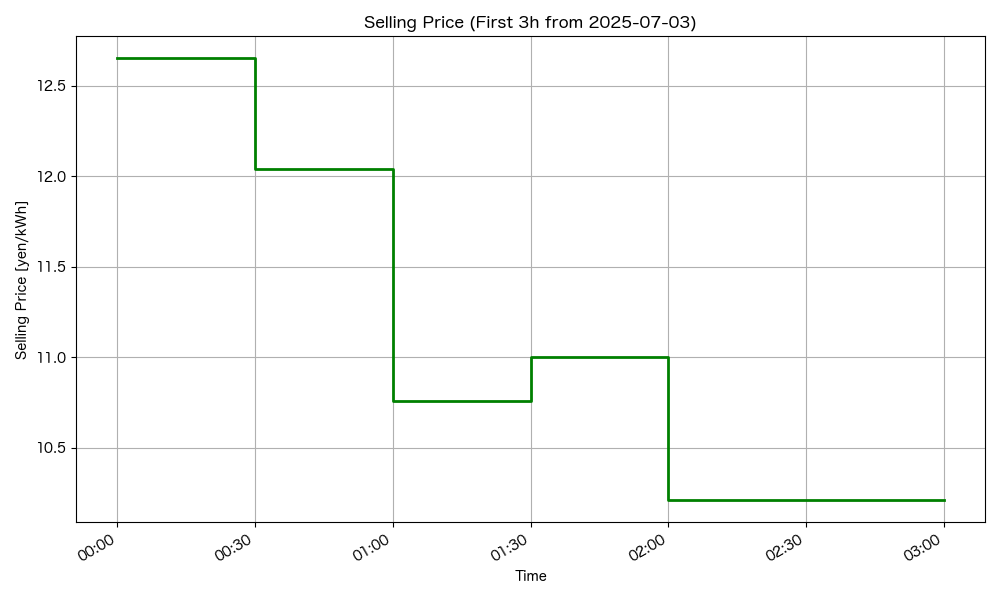 Selling Price (First 3h from 2025-07-03)
Selling Price [yen/kWh]
12.5
12.0
11.5
11.0
10.5
00:00 00:30 01:00 01:30 02:00 02:30 03:00
Time